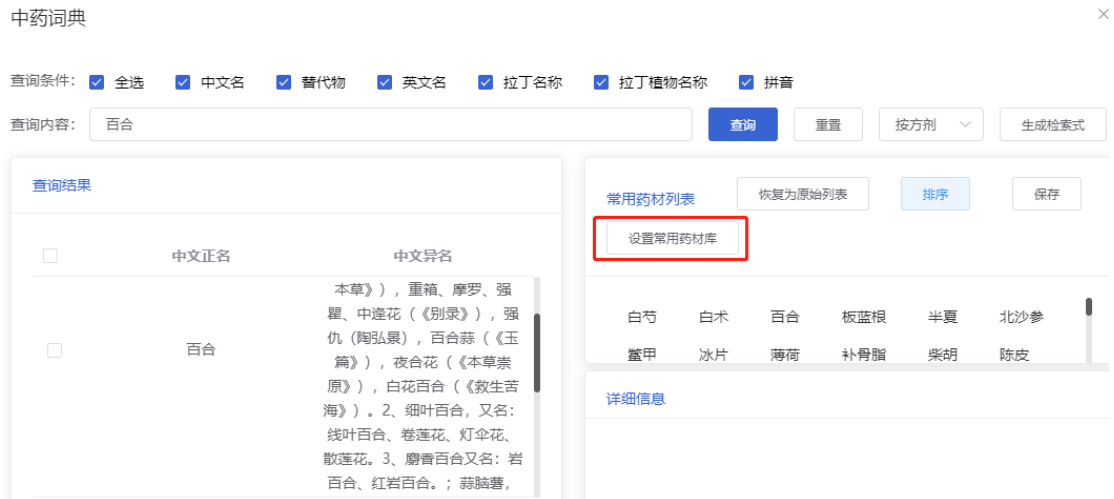 中药词典
查询条件： 全选 中文名 替代物 英文名 拉丁名称 拉丁植物名称 拼音
查询内容： 百合 查询 重置 按方剂 生成检索式
查询结果
中文正名 中文异名
百合
本草》），重箱、摩罗、强
瞿、中逢花（《别录》），强
仇（陶弘景），百合蒜（《玉
篇》），夜合花（《本草崇
原》），白花百合（《救生苦
海》）。2、细叶百合，又名：
线叶百合、卷莲花、灯伞花、
散莲花。3、麝香百合又名：岩
百合、红岩百合。；蒜脑薯，
常用药材列表 恢复为原始列表 排序 保存
设置常用药材库
白芍 白术 百合 板蓝根 半夏 北沙参
鳖甲 冰片 薄荷 补骨脂 柴胡 陈皮
详细信息